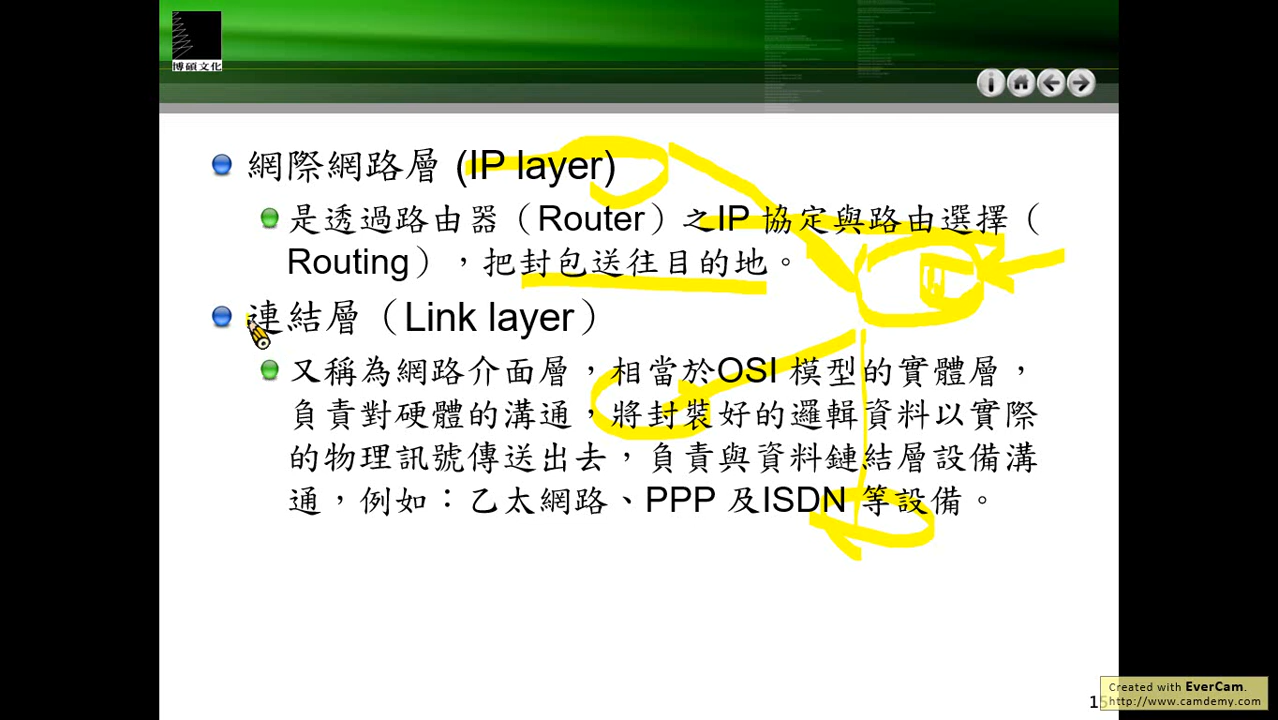 博碩文化
網際網路層 (IP layer)
是透過路由器（Router）之IP 協定與路由選擇（
Routing），把封包送往目的地。
連結層（Link layer）
又稱為網路介面層，相當於OSI 模型的實體層，
負責對硬體的溝通，將封裝好的邏輯資料以實際
的物理訊號傳送出去，負責與資料鏈結層設備溝
通，例如：乙太網路、PPP 及ISDN 等設備。
Created with EverCam.
http://www.camdemy.com